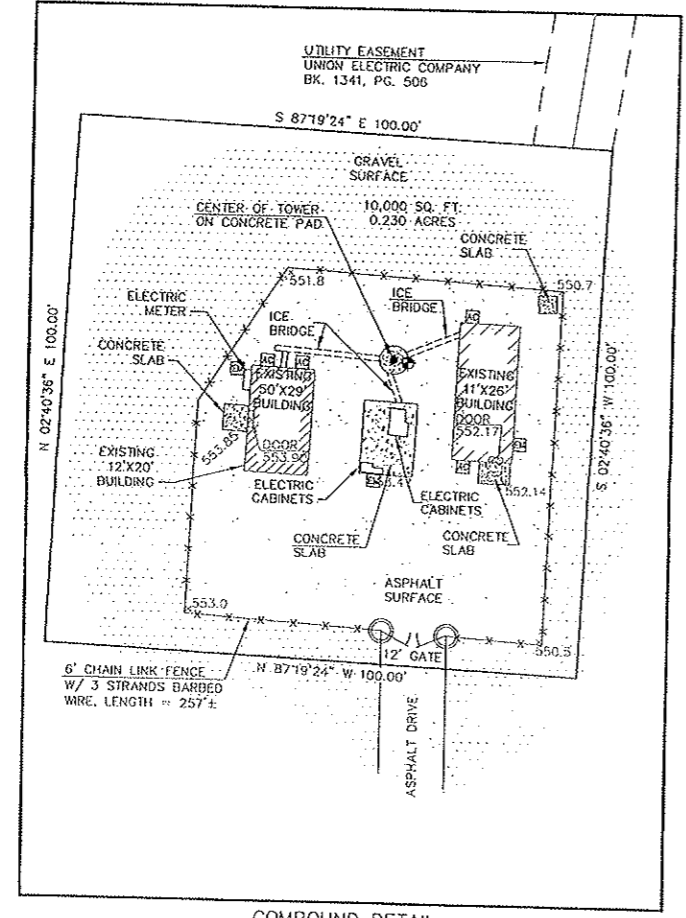 UTILITY EASEMENT
UNION ELECTRIC COMPANY
BK. 1341, PG. 506
S 87°19'24" E 100.00'
GRAVEL
SURFACE
CENTER OF TOWER
ON CONCRETE PAD
10,000 SQ. FT.
0.230 ACRES
CONCRETE
SLAB
550.7
551.8
ELECTRIC
METER
ICE
BRIDGE
ICE
BRIDGE
AC
CONCRETE
SLAB
AC
AC
EXISTING
50'X29'
BUILDING
EXISTING
11'X26'
BUILDING
DOOR
552.17
N 02°40'36" E 100.00'
S 02°40'36" W 100.00'
553.85
DOOR
553.90
EXISTING
12'X20'
BUILDING
AC
552.14
ELECTRIC
CABINETS
ELECTRIC
CABINETS
CONCRETE
SLAB
CONCRETE
SLAB
ASPHALT
SURFACE
553.0
550.5
12' GATE
N 87°19'24" W 100.00'
6' CHAIN LINK FENCE
W/ 3 STRANDS BARBED
WIRE, LENGTH = 257'±
ASPHALT DRIVE
COMPOUND DETAIL